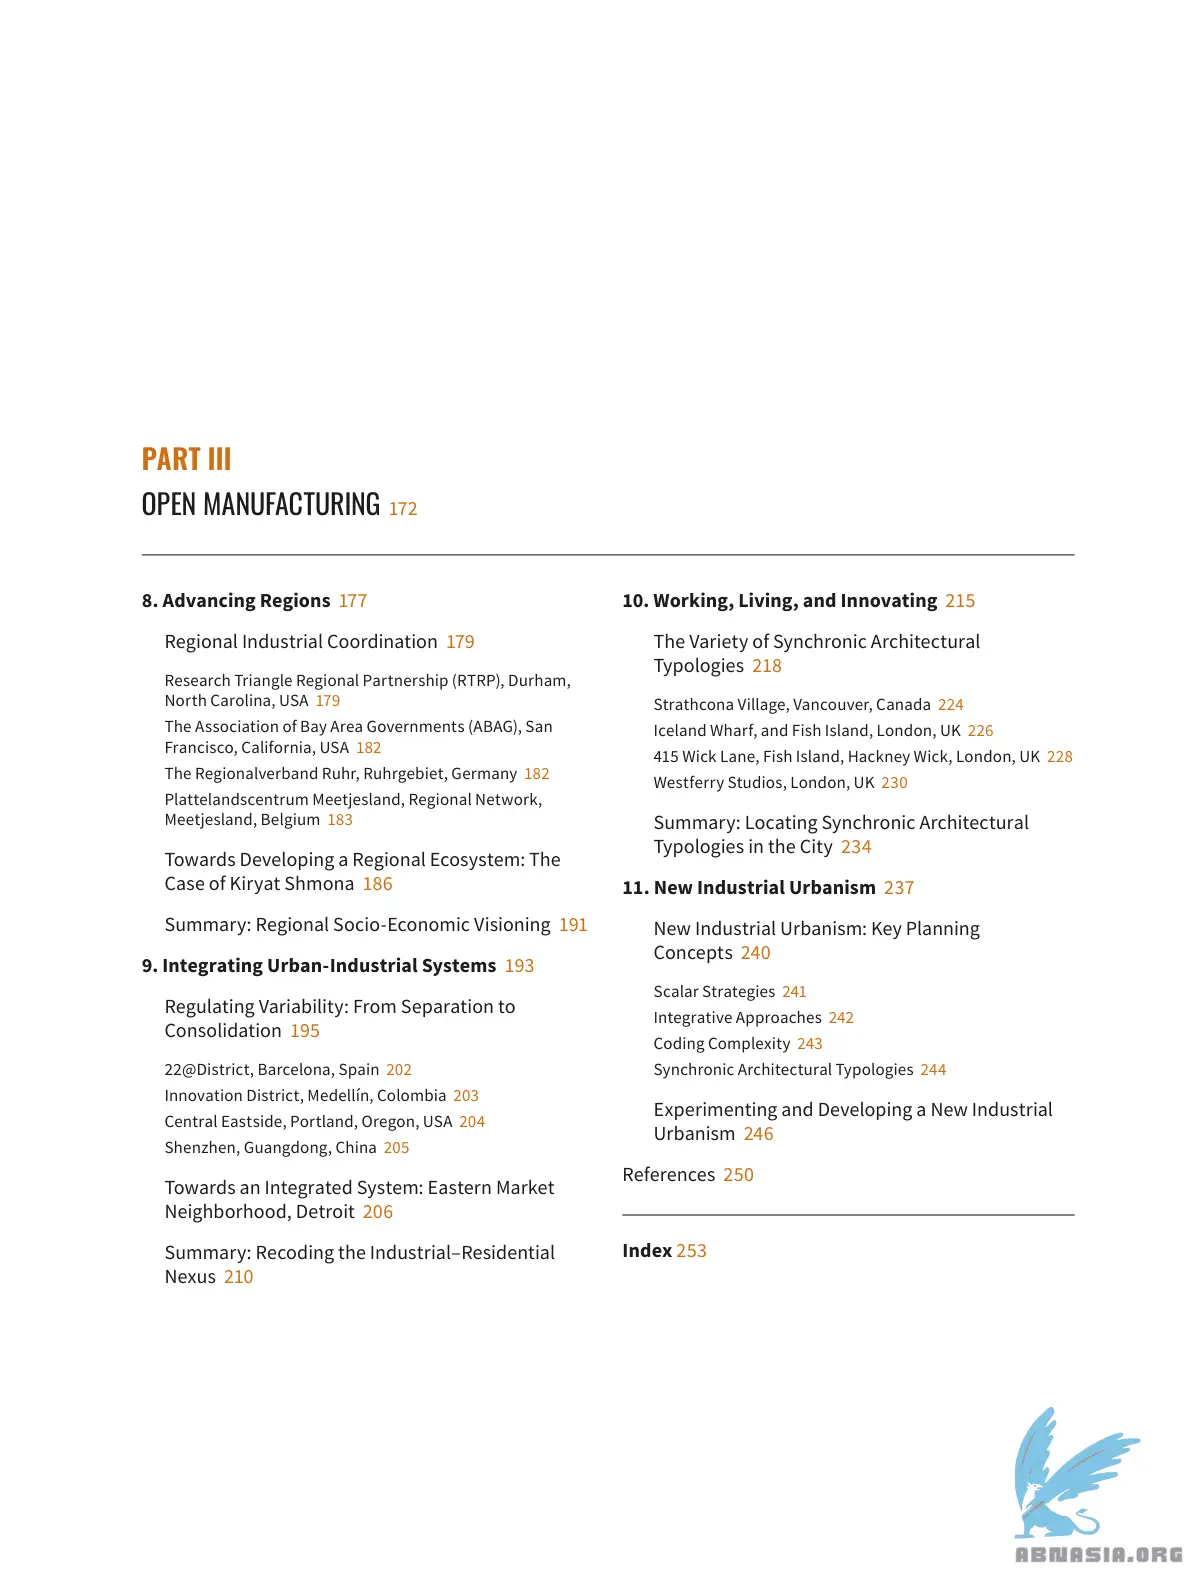 PART III
OPEN MANUFACTURING 172
8. Advancing Regions 177
Regional Industrial Coordination 179
Research Triangle Regional Partnership (RTRP), Durham,
North Carolina, USA 179
The Association of Bay Area Governments (ABAG), San
Francisco, California, USA 182
The Regionalverband Ruhr, Ruhrgebiet, Germany 182
Plattelandscentrum Meetjesland, Regional Network,
Meetjesland, Belgium 183
Towards Developing a Regional Ecosystem: The
Case of Kiryat Shmona 186
Summary: Regional Socio-Economic Visioning 191
9. Integrating Urban-Industrial Systems 193
Regulating Variability: From Separation to
Consolidation 195
22@District, Barcelona, Spain 202
Innovation District, Medellín, Colombia 203
Central Eastside, Portland, Oregon, USA 204
Shenzhen, Guangdong, China 205
Towards an Integrated System: Eastern Market
Neighborhood, Detroit 206
Summary: Recoding the Industrial–Residential
Nexus 210
10. Working, Living, and Innovating 215
The Variety of Synchronic Architectural
Typologies 218
Strathcona Village, Vancouver, Canada 224
Iceland Wharf, and Fish Island, London, UK 226
415 Wick Lane, Fish Island, Hackney Wick, London, UK 228
Westferry Studios, London, UK 230
Summary: Locating Synchronic Architectural
Typologies in the City 234
11. New Industrial Urbanism 237
New Industrial Urbanism: Key Planning
Concepts 240
Scalar Strategies 241
Integrative Approaches 242
Coding Complexity 243
Synchronic Architectural Typologies 244
Experimenting and Developing a New Industrial
Urbanism 246
References 250
Index 253
ABNASIA.ORG